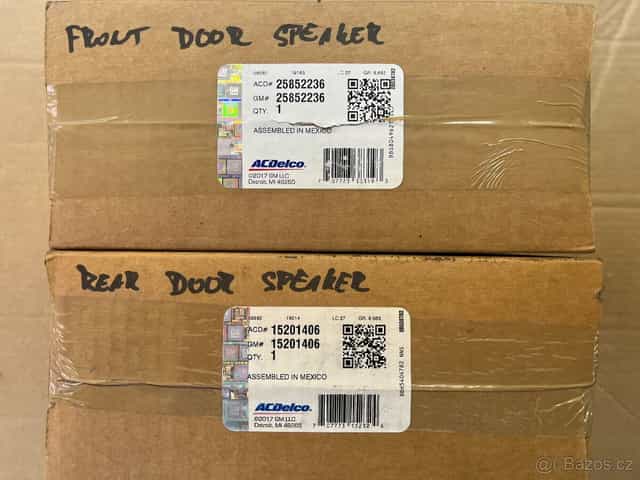 FRONT DOOR SPEAKER
ACD# 25852236
GM# 25852236
QTY. 1
ASSEMBLED IN MEXICO
ACDelco
©2017 GM LLC
Detroit, MI 48265
REAR DOOR SPEAKER
ACD# 15201406
GM# 15201406
QTY. 1
ASSEMBLED IN MEXICO
ACDelco
©2017 GM LLC
Detroit, MI 48265
Bazos.cz